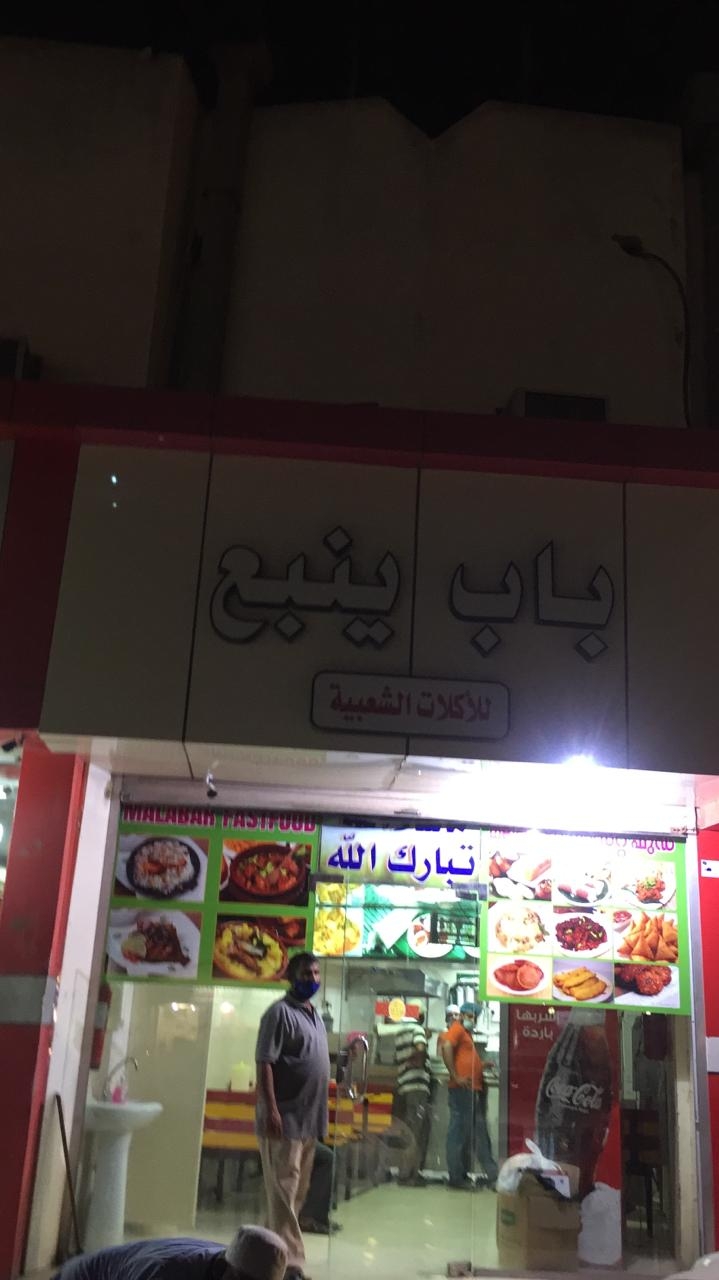 باب ينبع
للأكلات الشعبية
MALABAR FASTFOOD
تبارك الله
اشربها
باردة
Coca-Cola